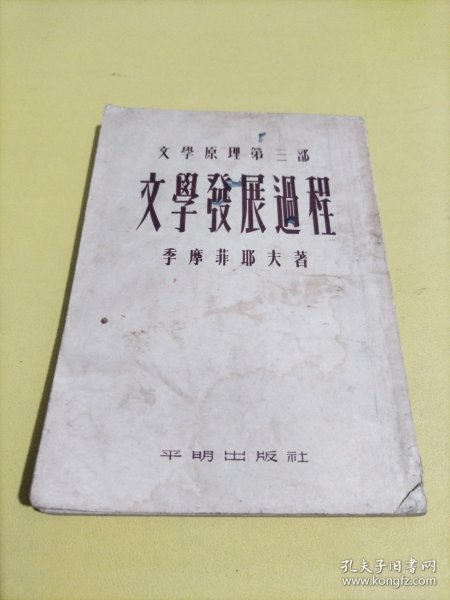 文學原理第三部
文學發展過程
季摩菲耶夫著
平明出版社
孔夫子旧书网
www.kongfz.com